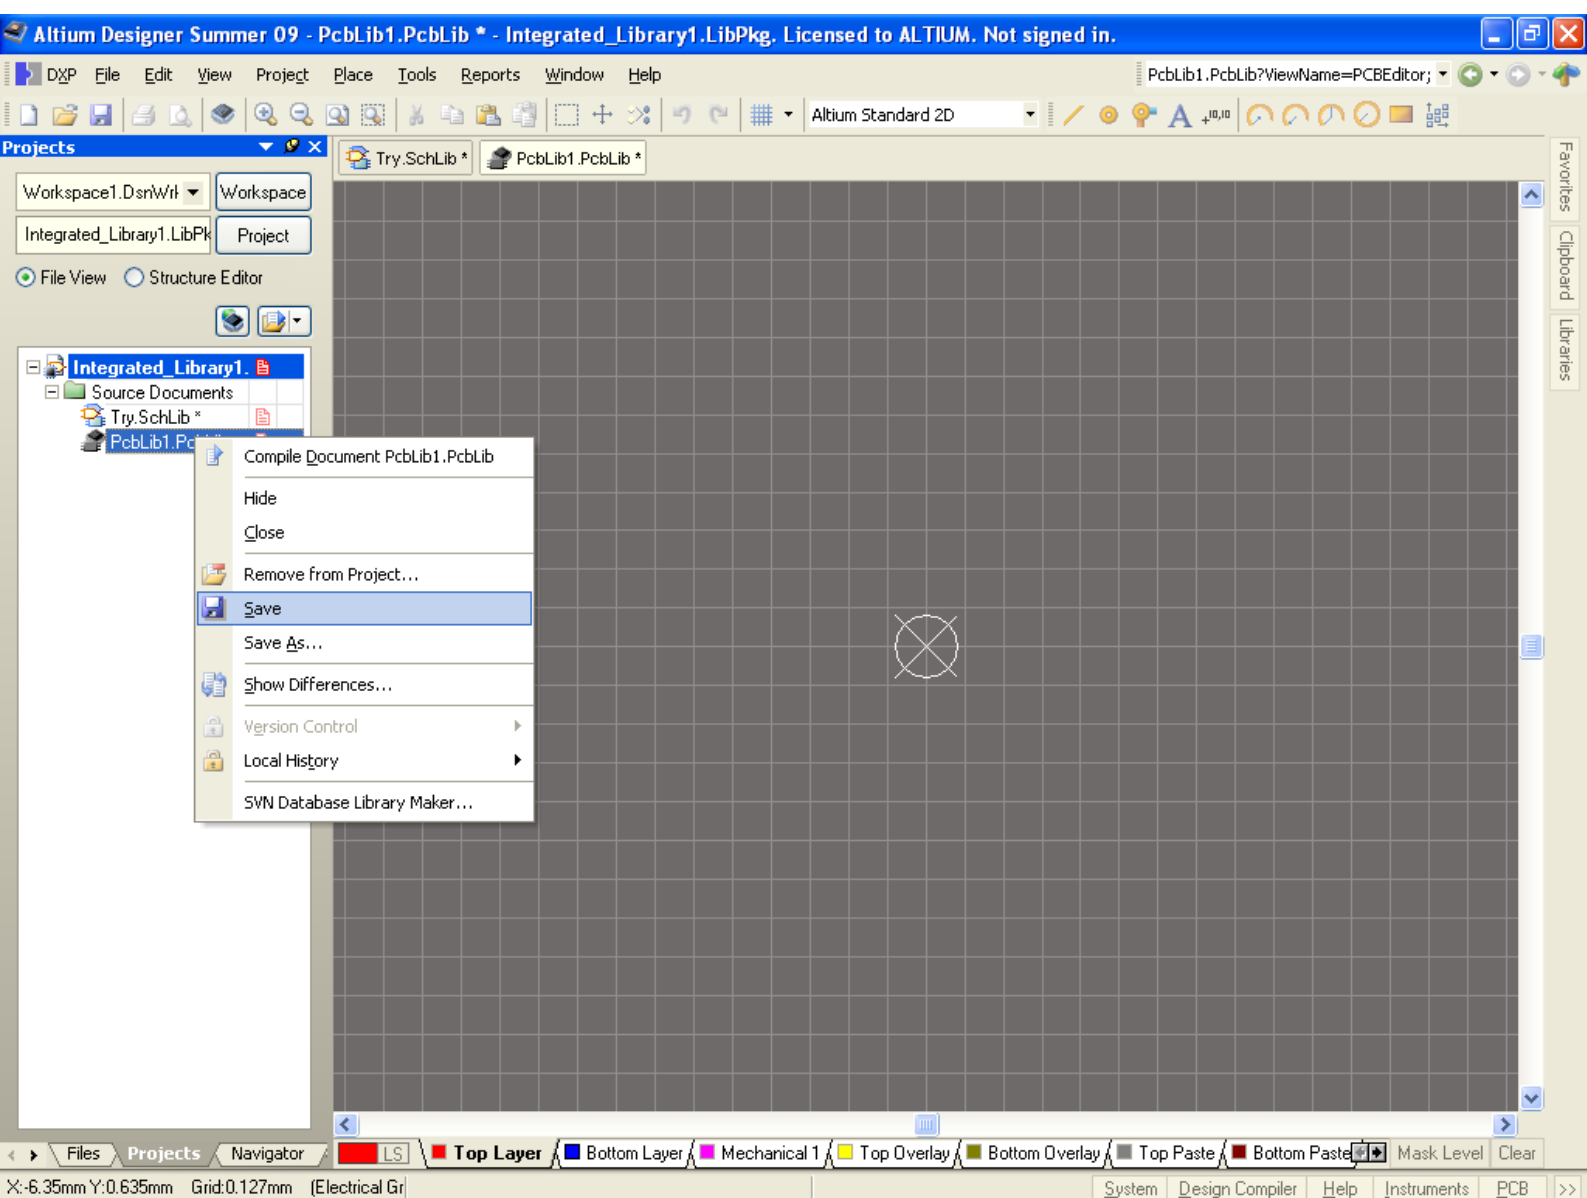 Altium Designer Summer 09 - PcbLib1.PcbLib * - Integrated_Library1.LibPkg. Licensed to ALTIUM. Not signed in.
DXP File Edit View Project Place Tools Reports Window Help PcbLib1.PcbLib?ViewName=PCBEditor;
Altium Standard 2D A +10,10
Projects
Try.SchLib * PcbLib1.PcbLib *
Workspace1.DsnWrk Workspace
Integrated_Library1.LibPk Project
File View Structure Editor
Integrated_Library1.
Source Documents
Try.SchLib *
PcbLib1.Pc
Compile Document PcbLib1.PcbLib
Hide
Close
Remove from Project...
Save
Save As...
Show Differences...
Version Control
Local History
SVN Database Library Maker...
Favorites
Clipboard
Libraries
Files Projects Navigator
LS Top Layer Bottom Layer Mechanical 1 Top Overlay Bottom Overlay Top Paste Bottom Paste Mask Level Clear
X:-6.35mm Y:0.635mm Grid:0.127mm (Electrical Gr
System Design Compiler Help Instruments PCB >>